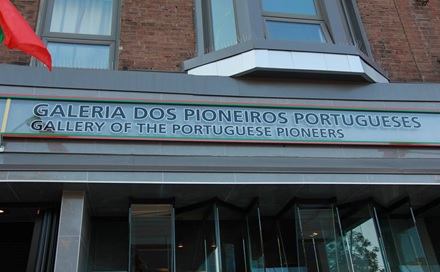 GALERIA DOS PIONEIROS PORTUGUESES
GALLERY OF THE PORTUGUESE PIONEERS